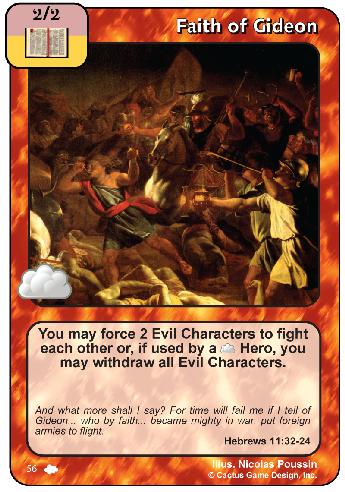 2/2
Faith of Gideon
You may force 2 Evil Characters to fight
each other or, if used by a Hero, you
may withdraw all Evil Characters.
And what more shall I say? For time will fail me if I tell of
Gideon... who by faith... became mighty in war, put foreign
armies to flight.
Hebrews 11:32-24
56
Illus. Nicolas Poussin
© Cactus Game Design, Inc.